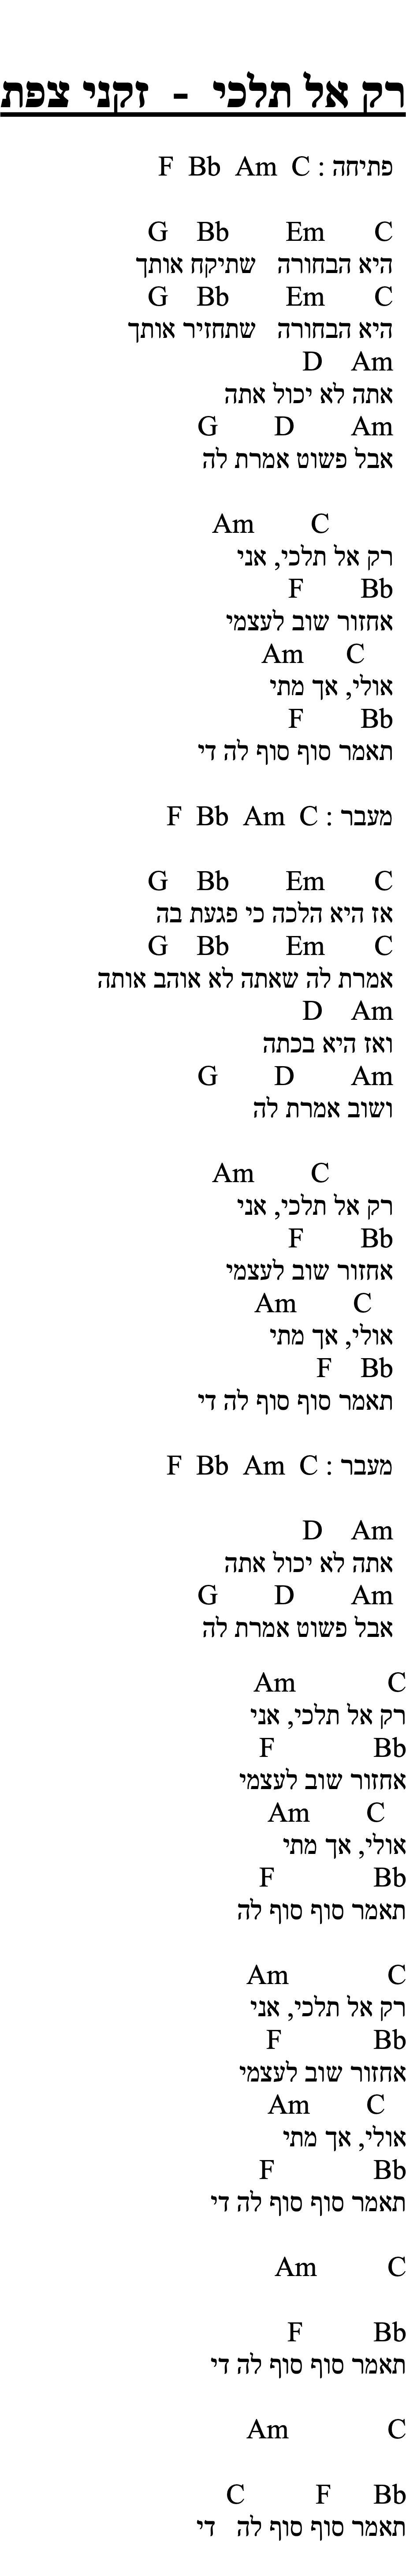 רק אל תלכי - זקני צפת
פתיחה : F Bb Am C
G Bb Em C
היא הבחורה שתיקח אותך
G Bb Em C
היא הבחורה שתחזיר אותך
D Am
אתה לא יכול אתה
G D Am
אבל פשוט אמרת לה
Am C
רק אל תלכי, אני
F Bb
אחזור שוב לעצמי
Am C
אולי, אך מתי
F Bb
תאמר סוף סוף לה די
מעבר : F Bb Am C
G Bb Em C
אז היא הלכה כי פגעת בה
G Bb Em C
אמרת לה שאתה לא אוהב אותה
D Am
ואז היא בכתה
G D Am
ושוב אמרת לה
Am C
רק אל תלכי, אני
F Bb
אחזור שוב לעצמי
Am C
אולי, אך מתי
F Bb
תאמר סוף סוף לה די
מעבר : F Bb Am C
D Am
אתה לא יכול אתה
G D Am
אבל פשוט אמרת לה
Am C
רק אל תלכי, אני
F Bb
אחזור שוב לעצמי
Am C
אולי, אך מתי
F Bb
תאמר סוף סוף לה
Am C
רק אל תלכי, אני
F Bb
אחזור שוב לעצמי
Am C
אולי, אך מתי
F Bb
תאמר סוף סוף לה די
Am C
F Bb
תאמר סוף סוף לה די
Am C
C F Bb
תאמר סוף סוף לה די